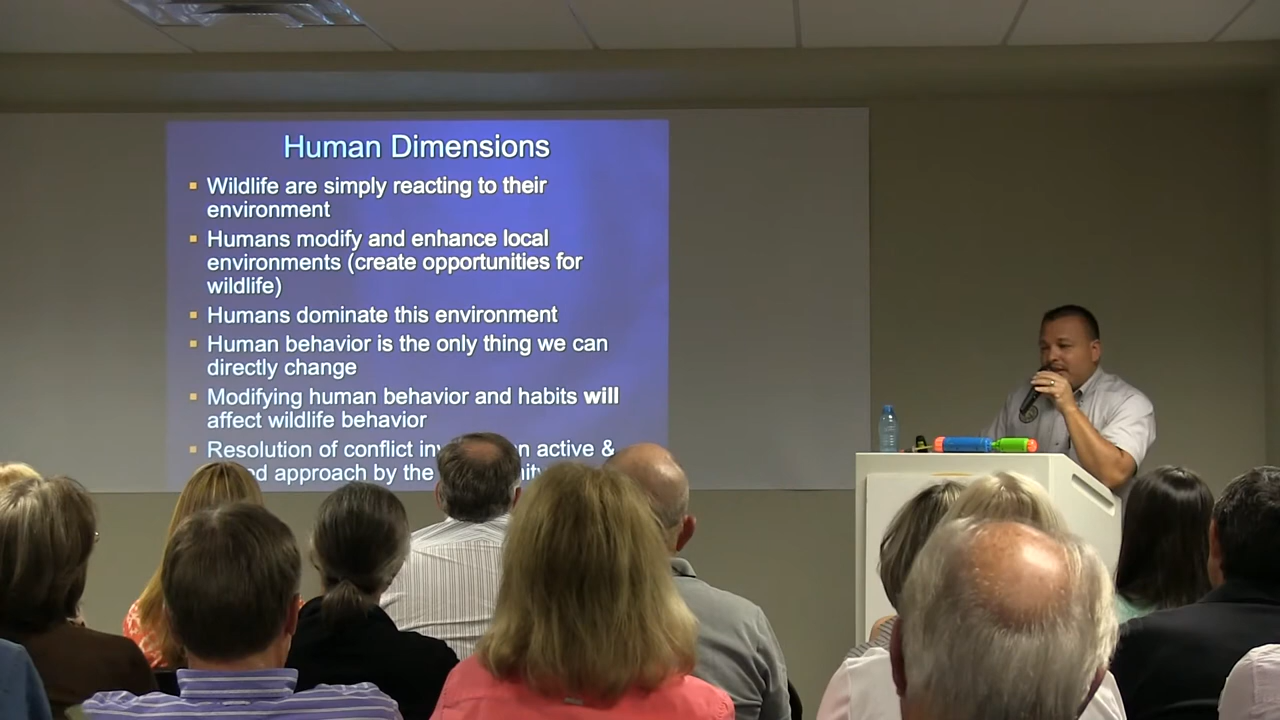 Human Dimensions
Wildlife are simply reacting to their
environment
Humans modify and enhance local
environments (create opportunities for
wildlife)
Humans dominate this environment
Human behavior is the only thing we can
directly change
Modifying human behavior and habits will
affect wildlife behavior
Resolution of conflict active &
approach by the